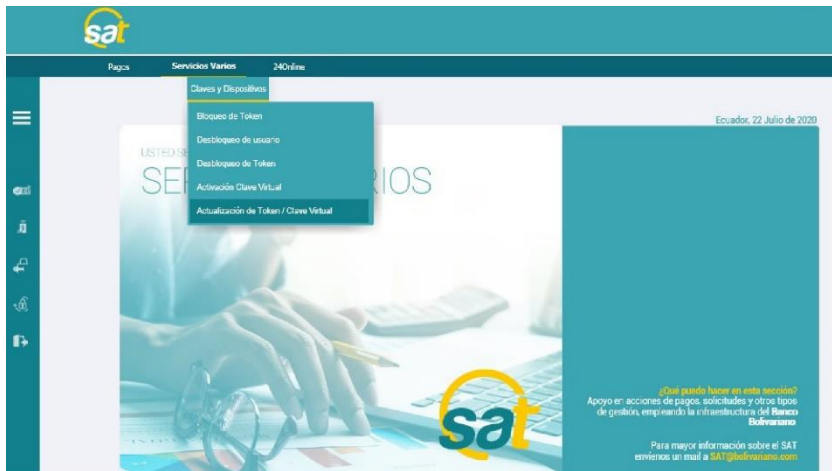 sat
Pagos Servicios Varios 24Online
Claves y Dispositivos
Bloqueo de Token
Desbloqueo de usuario
Desbloqueo de Token
Activación Clave Virtual
Actualización de Token / Clave Virtual
Ecuador, 22 Julio de 2020
USTED SE
SER IOS
sat
¿Qué puedo hacer en esta sección?
Apoyo en acciones de pagos, solicitudes y otros tipos
de gestión, empleando la infraestructura del Banco
Bolivariano
Para mayor información sobre el SAT
envíenos un mail a SAT@bolivariano.com